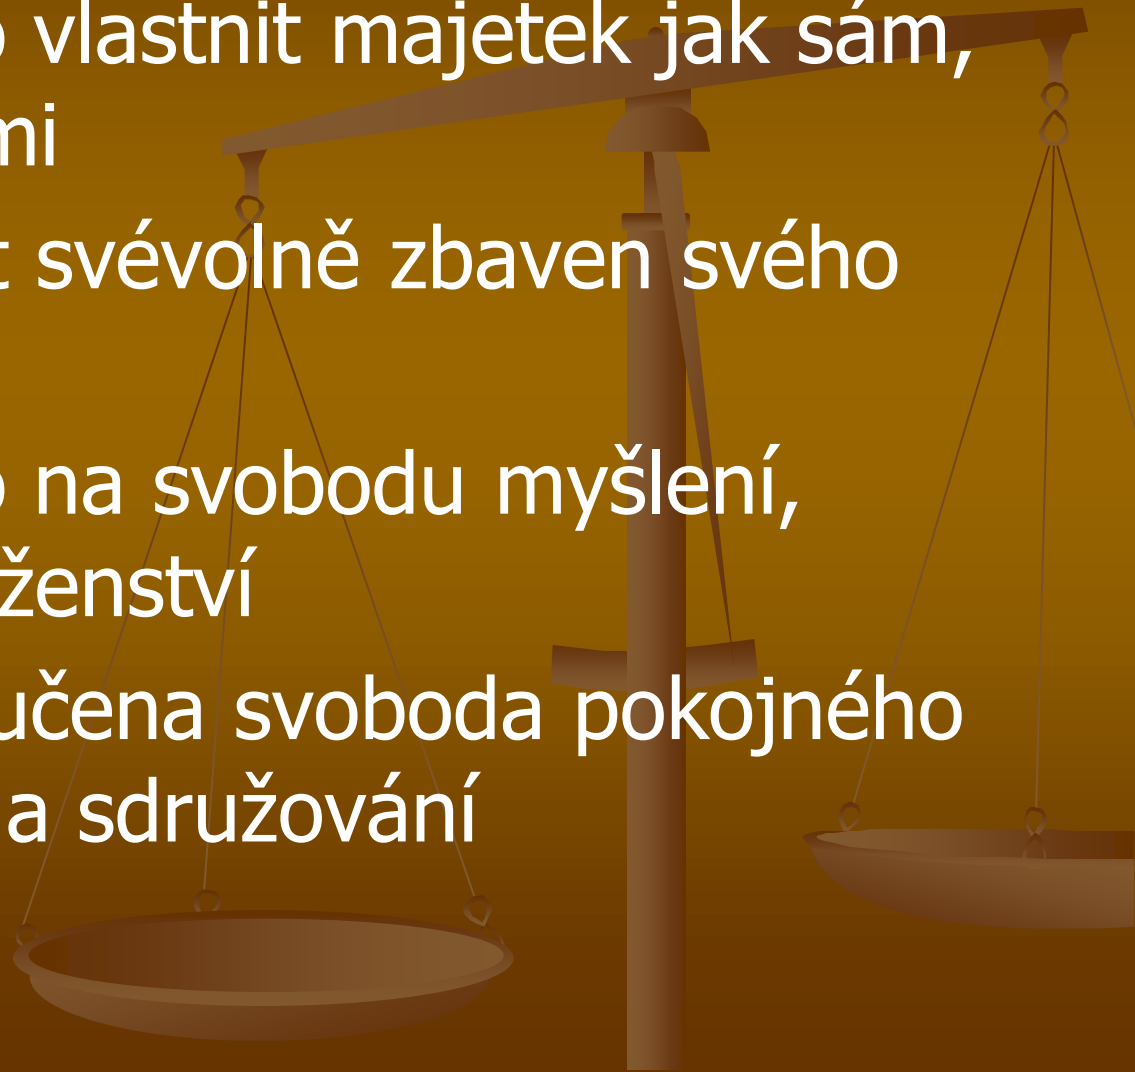 vlastnit majetek jak sám,
mi
svévolně zbaven svého
na svobodu myšlení,
ženství
učena svoboda pokojného
a sdružování